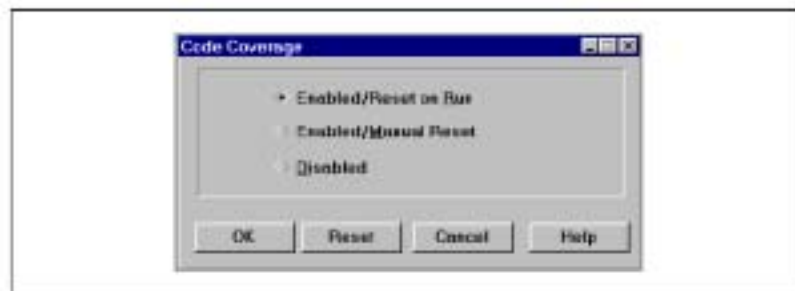 Code Coverage
Enabled/Reset on Run
Enabled/Manual Reset
Disabled
OK Reset Cancel Help